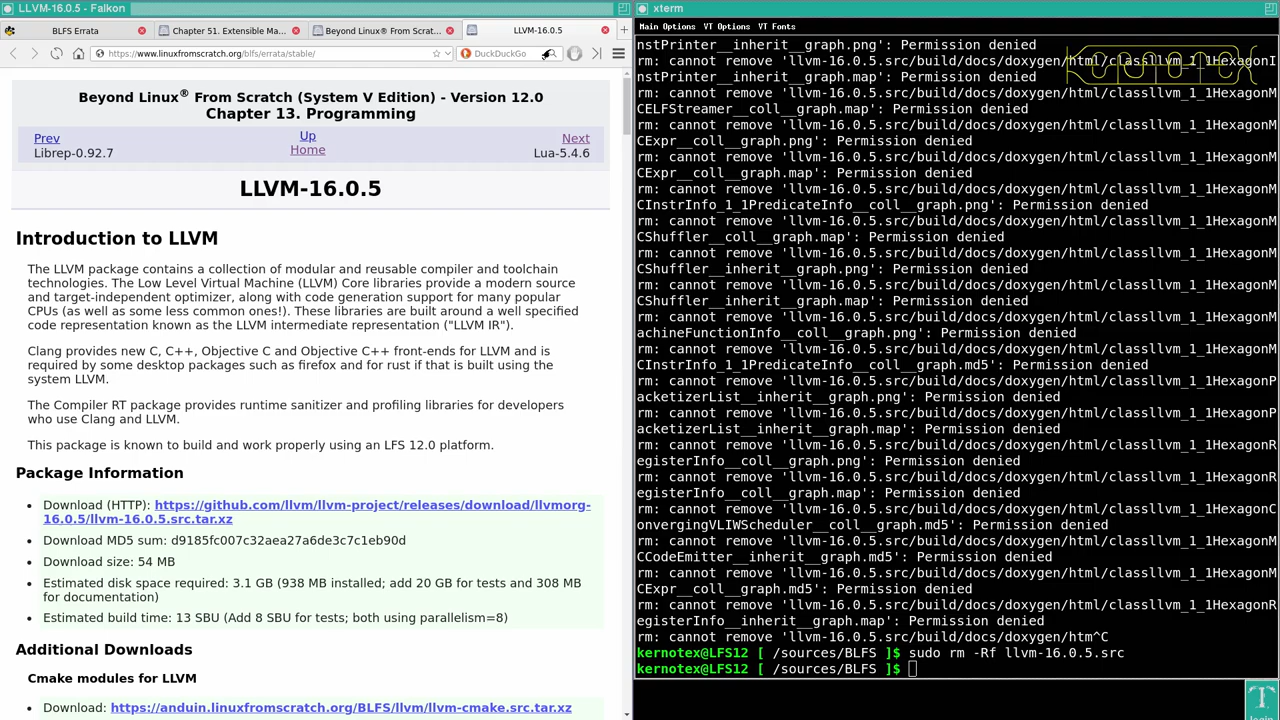 LLVM-16.0.5 - Falkon
BLFS Errata
Chapter 51. Extensible Ma...
Beyond Linux® From Scrat...
LLVM-16.0.5
https://www.linuxfromscratch.org/blfs/errata/stable/
DuckDuckGo
Beyond Linux® From Scratch (System V Edition) - Version 12.0
Chapter 13. Programming
Prev
Up
Next
Librep-0.92.7
Home
Lua-5.4.6
LLVM-16.0.5
Introduction to LLVM
The LLVM package contains a collection of modular and reusable compiler and toolchain
technologies. The Low Level Virtual Machine (LLVM) Core libraries provide a modern source
and target-independent optimizer, along with code generation support for many popular
CPUs (as well as some less common ones!). These libraries are built around a well specified
code representation known as the LLVM intermediate representation ("LLVM IR").
Clang provides new C, C++, Objective C and Objective C++ front-ends for LLVM and is
required by some desktop packages such as firefox and for rust if that is built using the
system LLVM.
The Compiler RT package provides runtime sanitizer and profiling libraries for developers
who use Clang and LLVM.
This package is known to build and work properly using an LFS 12.0 platform.
Package Information
• Download (HTTP): https://github.com/llvm/llvm-project/releases/download/llvmorg-
16.0.5/llvm-16.0.5.src.tar.xz
• Download MD5 sum: d9185fc007c32aea27a6de3c7c1eb90d
• Download size: 54 MB
• Estimated disk space required: 3.1 GB (938 MB installed; add 20 GB for tests and 308 MB
for documentation)
• Estimated build time: 13 SBU (Add 8 SBU for tests; both using parallelism=8)
Additional Downloads
Cmake modules for LLVM
• Download: https://anduin.linuxfromscratch.org/BLFS/llvm/llvm-cmake.src.tar.xz
xterm
Main Options VT Options VT Fonts
nstPrinter__inherit__graph.png': Permission denied
rm: cannot remove 'llvm-16.0.5.src/build/docs/doxygen/html/classllvm_1_1HexagonI
nstPrinter__inherit__graph.map': Permission denied
rm: cannot remove 'llvm-16.0.5.src/build/docs/doxygen/html/classllvm_1_1HexagonM
CELFStreamer__coll__graph.map': Permission denied
rm: cannot remove 'llvm-16.0.5.src/build/docs/doxygen/html/classllvm_1_1HexagonM
CExpr__coll__graph.png': Permission denied
rm: cannot remove 'llvm-16.0.5.src/build/docs/doxygen/html/classllvm_1_1HexagonM
CExpr__coll__graph.map': Permission denied
rm: cannot remove 'llvm-16.0.5.src/build/docs/doxygen/html/classllvm_1_1HexagonM
CInstrInfo_1_1PredicateInfo__coll__graph.png': Permission denied
rm: cannot remove 'llvm-16.0.5.src/build/docs/doxygen/html/classllvm_1_1HexagonM
CShuffler__coll__graph.map': Permission denied
rm: cannot remove 'llvm-16.0.5.src/build/docs/doxygen/html/classllvm_1_1HexagonM
CShuffler__inherit__graph.png': Permission denied
rm: cannot remove 'llvm-16.0.5.src/build/docs/doxygen/html/classllvm_1_1HexagonM
CShuffler__inherit__graph.map': Permission denied
rm: cannot remove 'llvm-16.0.5.src/build/docs/doxygen/html/classllvm_1_1HexagonM
achineFunctionInfo__coll__graph.map': Permission denied
rm: cannot remove 'llvm-16.0.5.src/build/docs/doxygen/html/classllvm_1_1HexagonM
CInstrInfo_1_1PredicateInfo__coll__graph.md5': Permission denied
rm: cannot remove 'llvm-16.0.5.src/build/docs/doxygen/html/classllvm_1_1HexagonP
acketizerList__inherit__graph.png': Permission denied
rm: cannot remove 'llvm-16.0.5.src/build/docs/doxygen/html/classllvm_1_1HexagonP
acketizerList__inherit__graph.map': Permission denied
rm: cannot remove 'llvm-16.0.5.src/build/docs/doxygen/html/classllvm_1_1HexagonR
egisterInfo__coll__graph.png': Permission denied
rm: cannot remove 'llvm-16.0.5.src/build/docs/doxygen/html/classllvm_1_1HexagonR
egisterInfo__coll__graph.map': Permission denied
rm: cannot remove 'llvm-16.0.5.src/build/docs/doxygen/html/classllvm_1_1HexagonC
onvergingVLIWScheduler__coll__graph.md5': Permission denied
rm: cannot remove 'llvm-16.0.5.src/build/docs/doxygen/html/classllvm_1_1HexagonM
CCodeEmitter__inherit__graph.md5': Permission denied
rm: cannot remove 'llvm-16.0.5.src/build/docs/doxygen/html/classllvm_1_1HexagonM
CExpr__coll__graph.md5': Permission denied
rm: cannot remove 'llvm-16.0.5.src/build/docs/doxygen/html/classllvm_1_1HexagonR
egisterInfo__inherit__graph.map': Permission denied
rm: cannot remove 'llvm-16.0.5.src/build/docs/doxygen/htm^C
kernotex@LFS12 [ /sources/BLFS ]$ sudo rm -Rf llvm-16.0.5.src
kernotex@LFS12 [ /sources/BLFS ]$